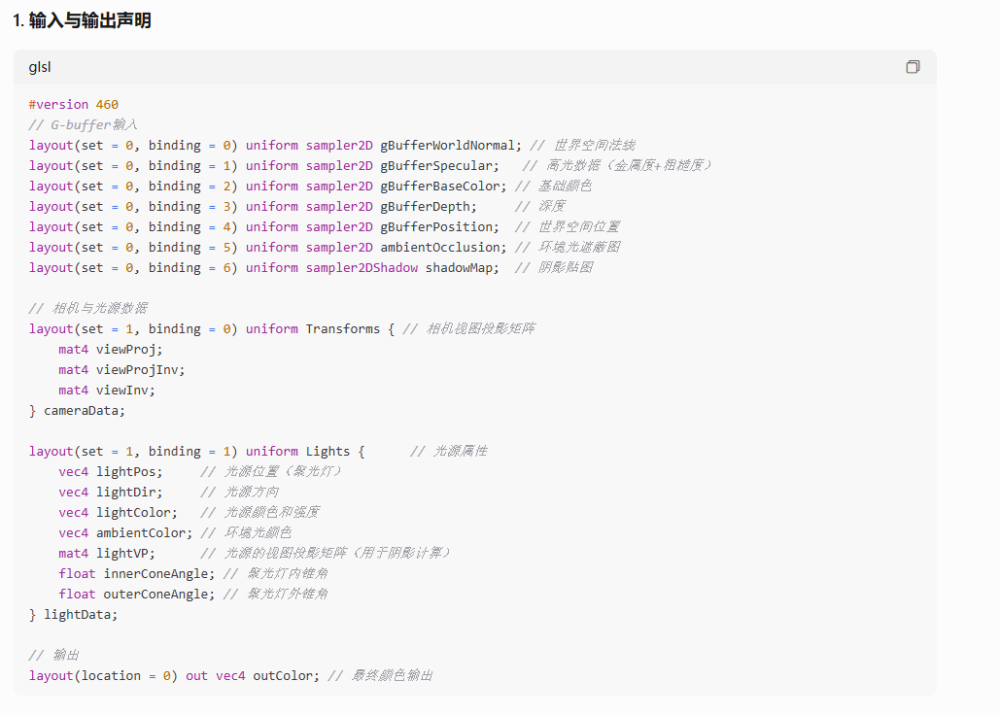 1. 输入与输出声明
glsl
#version 460
// G-buffer输入
layout(set = 0, binding = 0) uniform sampler2D gBufferWorldNormal; // 世界空间法线
layout(set = 0, binding = 1) uniform sampler2D gBufferSpecular;   // 高光数据（金属度+粗糙度）
layout(set = 0, binding = 2) uniform sampler2D gBufferBaseColor; // 基础颜色
layout(set = 0, binding = 3) uniform sampler2D gBufferDepth;     // 深度
layout(set = 0, binding = 4) uniform sampler2D gBufferPosition;  // 世界空间位置
layout(set = 0, binding = 5) uniform sampler2D ambientOcclusion; // 环境光遮蔽图
layout(set = 0, binding = 6) uniform sampler2DShadow shadowMap;  // 阴影贴图
// 相机与光源数据
layout(set = 1, binding = 0) uniform Transforms { // 相机视图投影矩阵
    mat4 viewProj;
    mat4 viewProjInv;
    mat4 viewInv;
} cameraData;
layout(set = 1, binding = 1) uniform Lights {      // 光源属性
    vec4 lightPos;     // 光源位置（聚光灯）
    vec4 lightDir;     // 光源方向
    vec4 lightColor;   // 光源颜色和强度
    vec4 ambientColor; // 环境光颜色
    mat4 lightVP;      // 光源的视图投影矩阵（用于阴影计算）
    float innerConeAngle; // 聚光灯内锥角
    float outerConeAngle; // 聚光灯外锥角
} lightData;
// 输出
layout(location = 0) out vec4 outColor; // 最终颜色输出